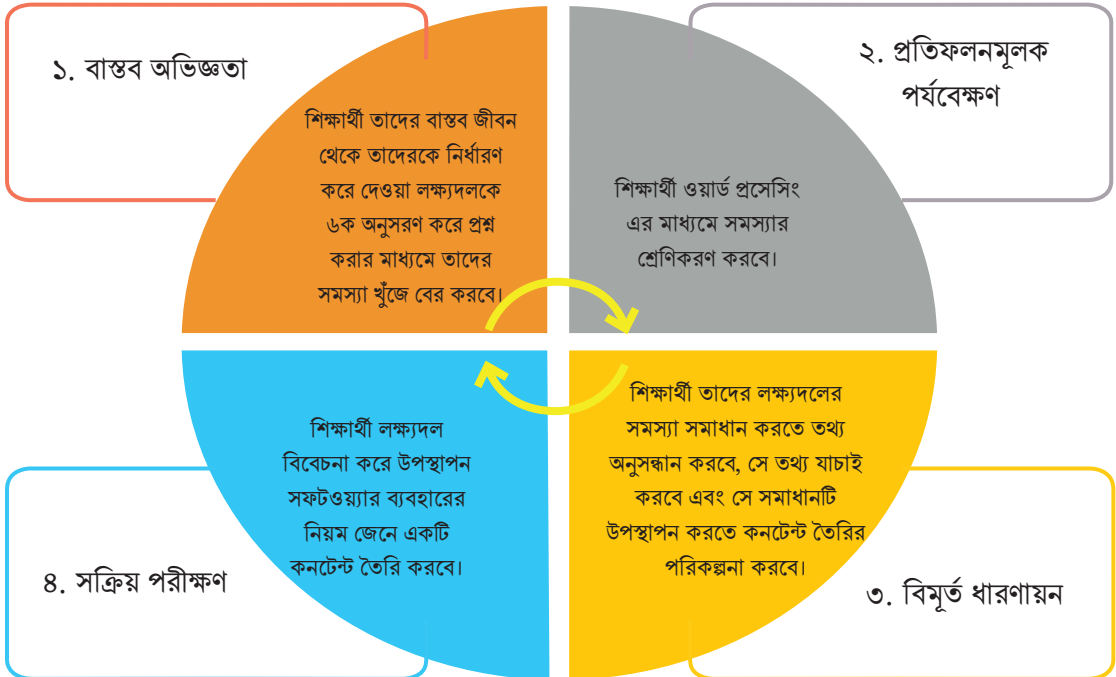 ১. বাস্তব অভিজ্ঞতা
শিক্ষার্থী তাদের বাস্তব জীবন
থেকে তাদেরকে নির্ধারণ
করে দেওয়া লক্ষ্যদলকে
৬ক অনুসরণ করে প্রশ্ন
করার মাধ্যমে তাদের
সমস্যা খুঁজে বের করবে।
২. প্রতিফলনমূলক
পর্যবেক্ষণ
শিক্ষার্থী ওয়ার্ড প্রসেসিং
এর মাধ্যমে সমস্যার
শ্রেণিকরণ করবে।
শিক্ষার্থী তাদের লক্ষ্যদলের
সমস্যা সমাধান করতে তথ্য
অনুসন্ধান করবে, সে তথ্য যাচাই
করবে এবং সে সমাধানটি
উপস্থাপন করতে কনটেন্ট তৈরির
পরিকল্পনা করবে।
৩. বিমূর্ত ধারণায়ন
শিক্ষার্থী লক্ষ্যদল
বিবেচনা করে উপস্থাপন
সফটওয়্যার ব্যবহারের
নিয়ম জেনে একটি
কনটেন্ট তৈরি করবে।
৪. সক্রিয় পরীক্ষণ